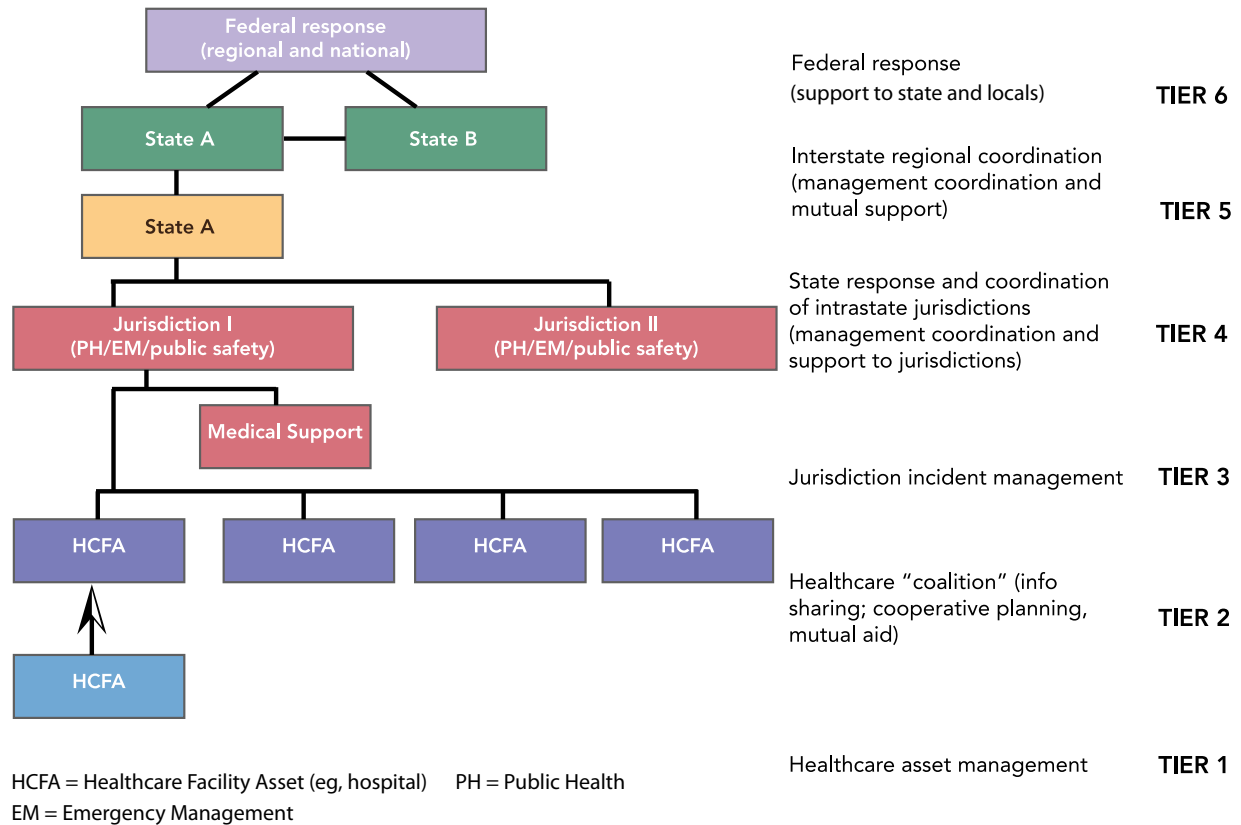 Federal response
(regional and national)
State A
State B
State A
Jurisdiction I
(PH/EM/public safety)
Jurisdiction II
(PH/EM/public safety)
Medical Support
HCFA
HCFA
HCFA
HCFA
HCFA
Federal response
(support to state and locals)
TIER 6
Interstate regional coordination
(management coordination and
mutual support)
TIER 5
State response and coordination
of intrastate jurisdictions
(management coordination and
support to jurisdictions)
TIER 4
Jurisdiction incident management
TIER 3
Healthcare “coalition” (info
sharing; cooperative planning,
mutual aid)
TIER 2
Healthcare asset management
TIER 1
HCFA = Healthcare Facility Asset (eg, hospital) PH = Public Health
EM = Emergency Management